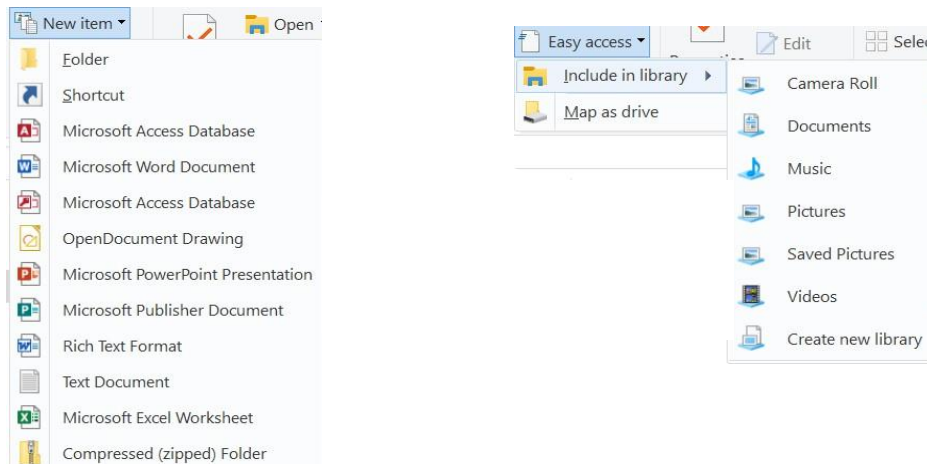 New item
Open
Folder
Shortcut
Microsoft Access Database
Microsoft Word Document
Microsoft Access Database
OpenDocument Drawing
Microsoft PowerPoint Presentation
Microsoft Publisher Document
Rich Text Format
Text Document
Microsoft Excel Worksheet
Compressed (zipped) Folder
Easy access
Edit
Include in library
Map as drive
Camera Roll
Documents
Music
Pictures
Saved Pictures
Videos
Create new library